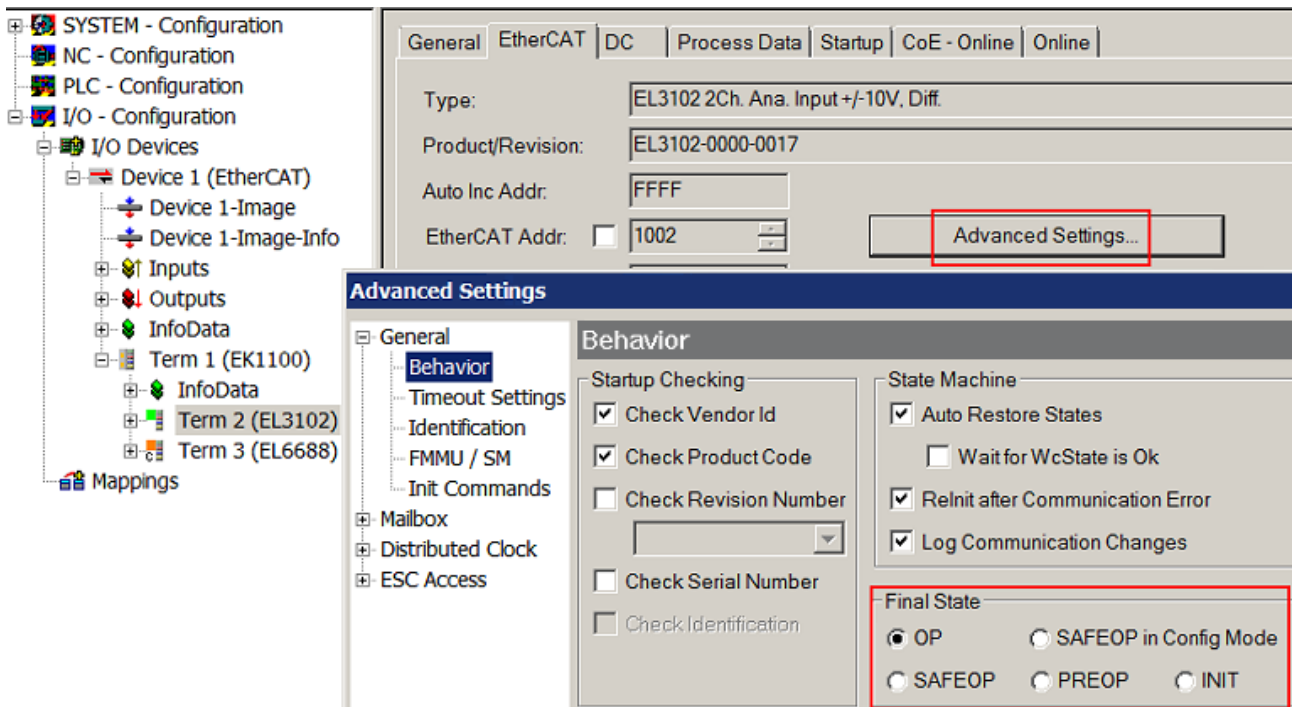 SYSTEM - Configuration
NC - Configuration
PLC - Configuration
I/O - Configuration
I/O Devices
Device 1 (EtherCAT)
Device 1-Image
Device 1-Image-Info
Inputs
Outputs
InfoData
Term 1 (EK1100)
InfoData
Term 2 (EL3102)
Term 3 (EL6688)
Mappings
General EtherCAT DC Process Data Startup CoE - Online Online
Type: EL3102 2Ch. Ana. Input +/-10V, Diff.
Product/Revision: EL3102-0000-0017
Auto Inc Addr: FFFF
EtherCAT Addr: 1002 Advanced Settings...
Advanced Settings
General
Behavior
Timeout Settings
Identification
FMMU / SM
Init Commands
Mailbox
Distributed Clock
ESC Access
Behavior
Startup Checking
Check Vendor Id
Check Product Code
Check Revision Number
Check Serial Number
Check Identification
State Machine
Auto Restore States
Wait for WcState is Ok
ReInit after Communication Error
Log Communication Changes
Final State
OP SAFEOP in Config Mode
SAFEOP PREOP INIT